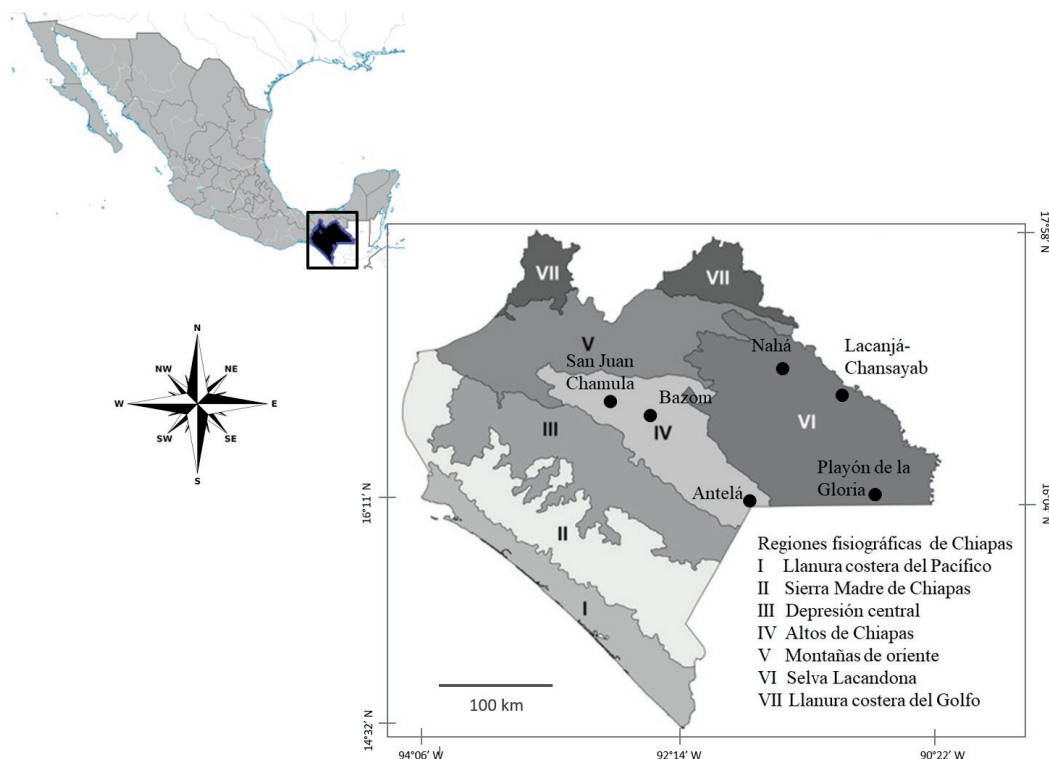 N
NW
NE
W
E
SW
SE
S
17°58' N
VII
VII
V
Nahá
Lacanjá-
Chansayab
San Juan
Chamula
Bazom
III
IV
VI
Playón de la
Gloria
Antelá
16°11' N
16°04' N
II
I
Regiones fisiográficas de Chiapas
I Llanura costera del Pacífico
II Sierra Madre de Chiapas
III Depresión central
IV Altos de Chiapas
V Montañas de oriente
VI Selva Lacandona
VII Llanura costera del Golfo
100 km
14°32' N
94°06' W
92°14' W
90°22' W